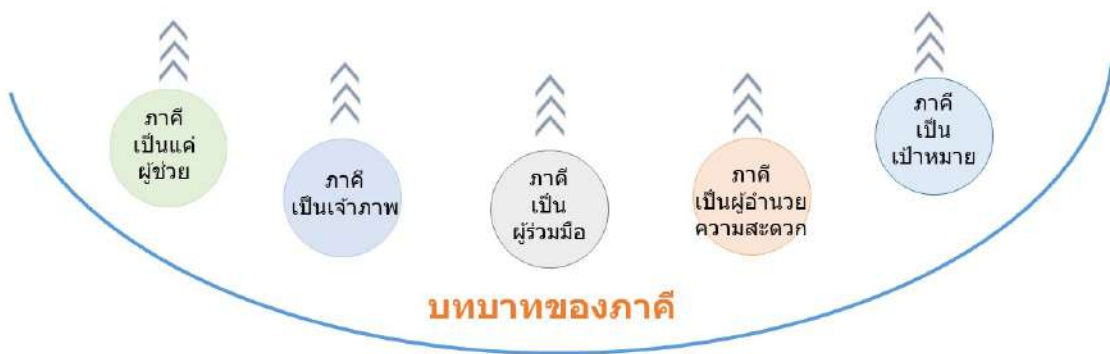 ภาคี
เป็นแค่
ผู้ช่วย
ภาคี
เป็นเจ้าภาพ
ภาคี
เป็น
ผู้ร่วมมือ
ภาคี
เป็นผู้อำนวย
ความสะดวก
ภาคี
เป็น
เป้าหมาย
บทบาทของภาคี